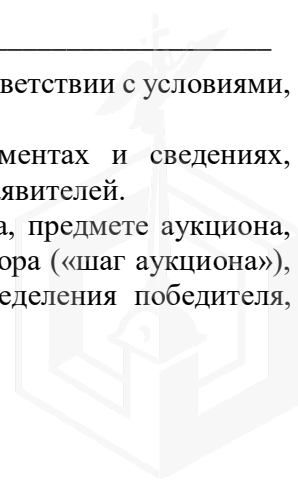 ветствии с условиями,
ментах и сведениях,
явителей.
а, предмете аукциона,
ора («шаг аукциона»),
еделения победителя,